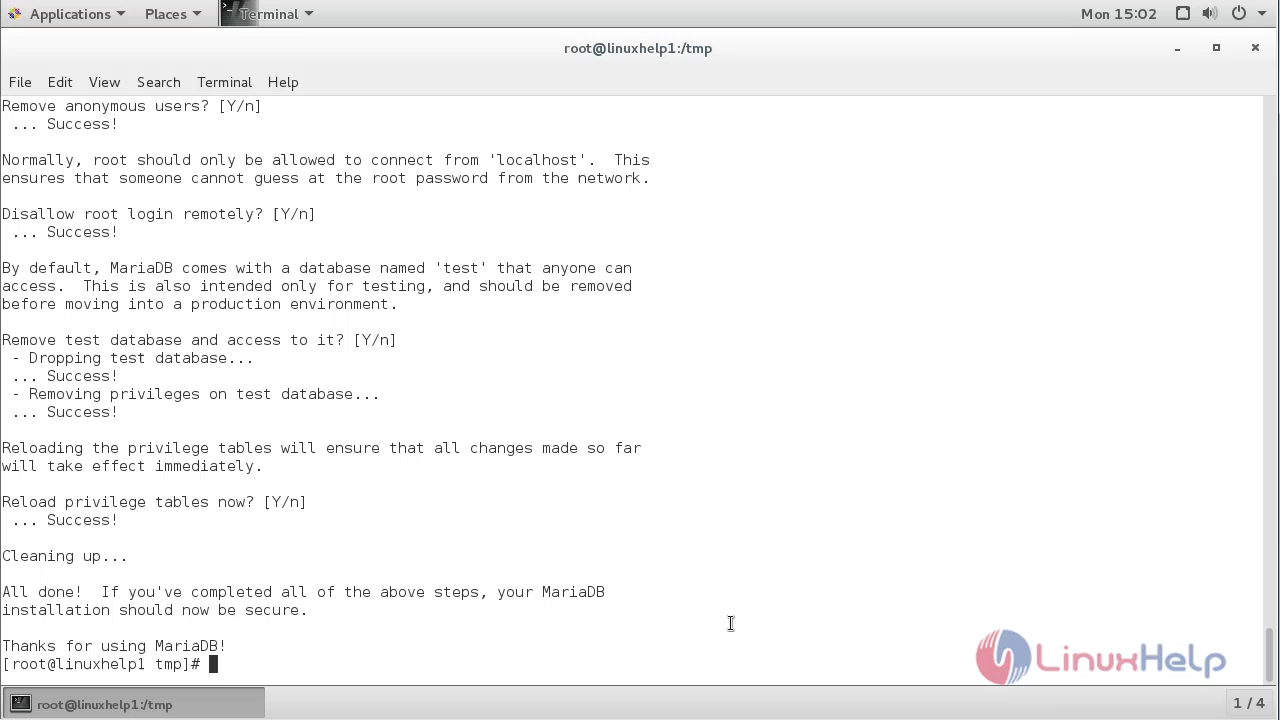 Applications Places Terminal Mon 15:02
root@linuxhelp1:/tmp
File Edit View Search Terminal Help
Remove anonymous users? [Y/n]
... Success!
Normally, root should only be allowed to connect from 'localhost'.  This
ensures that someone cannot guess at the root password from the network.
Disallow root login remotely? [Y/n]
... Success!
By default, MariaDB comes with a database named 'test' that anyone can
access.  This is also intended only for testing, and should be removed
before moving into a production environment.
Remove test database and access to it? [Y/n]
- Dropping test database...
... Success!
- Removing privileges on test database...
... Success!
Reloading the privilege tables will ensure that all changes made so far
will take effect immediately.
Reload privilege tables now? [Y/n]
... Success!
Cleaning up...
All done!  If you've completed all of the above steps, your MariaDB
installation should now be secure.
Thanks for using MariaDB!
[root@linuxhelp1 tmp]#
LinuxHelp
root@linuxhelp1:/tmp 1 / 4